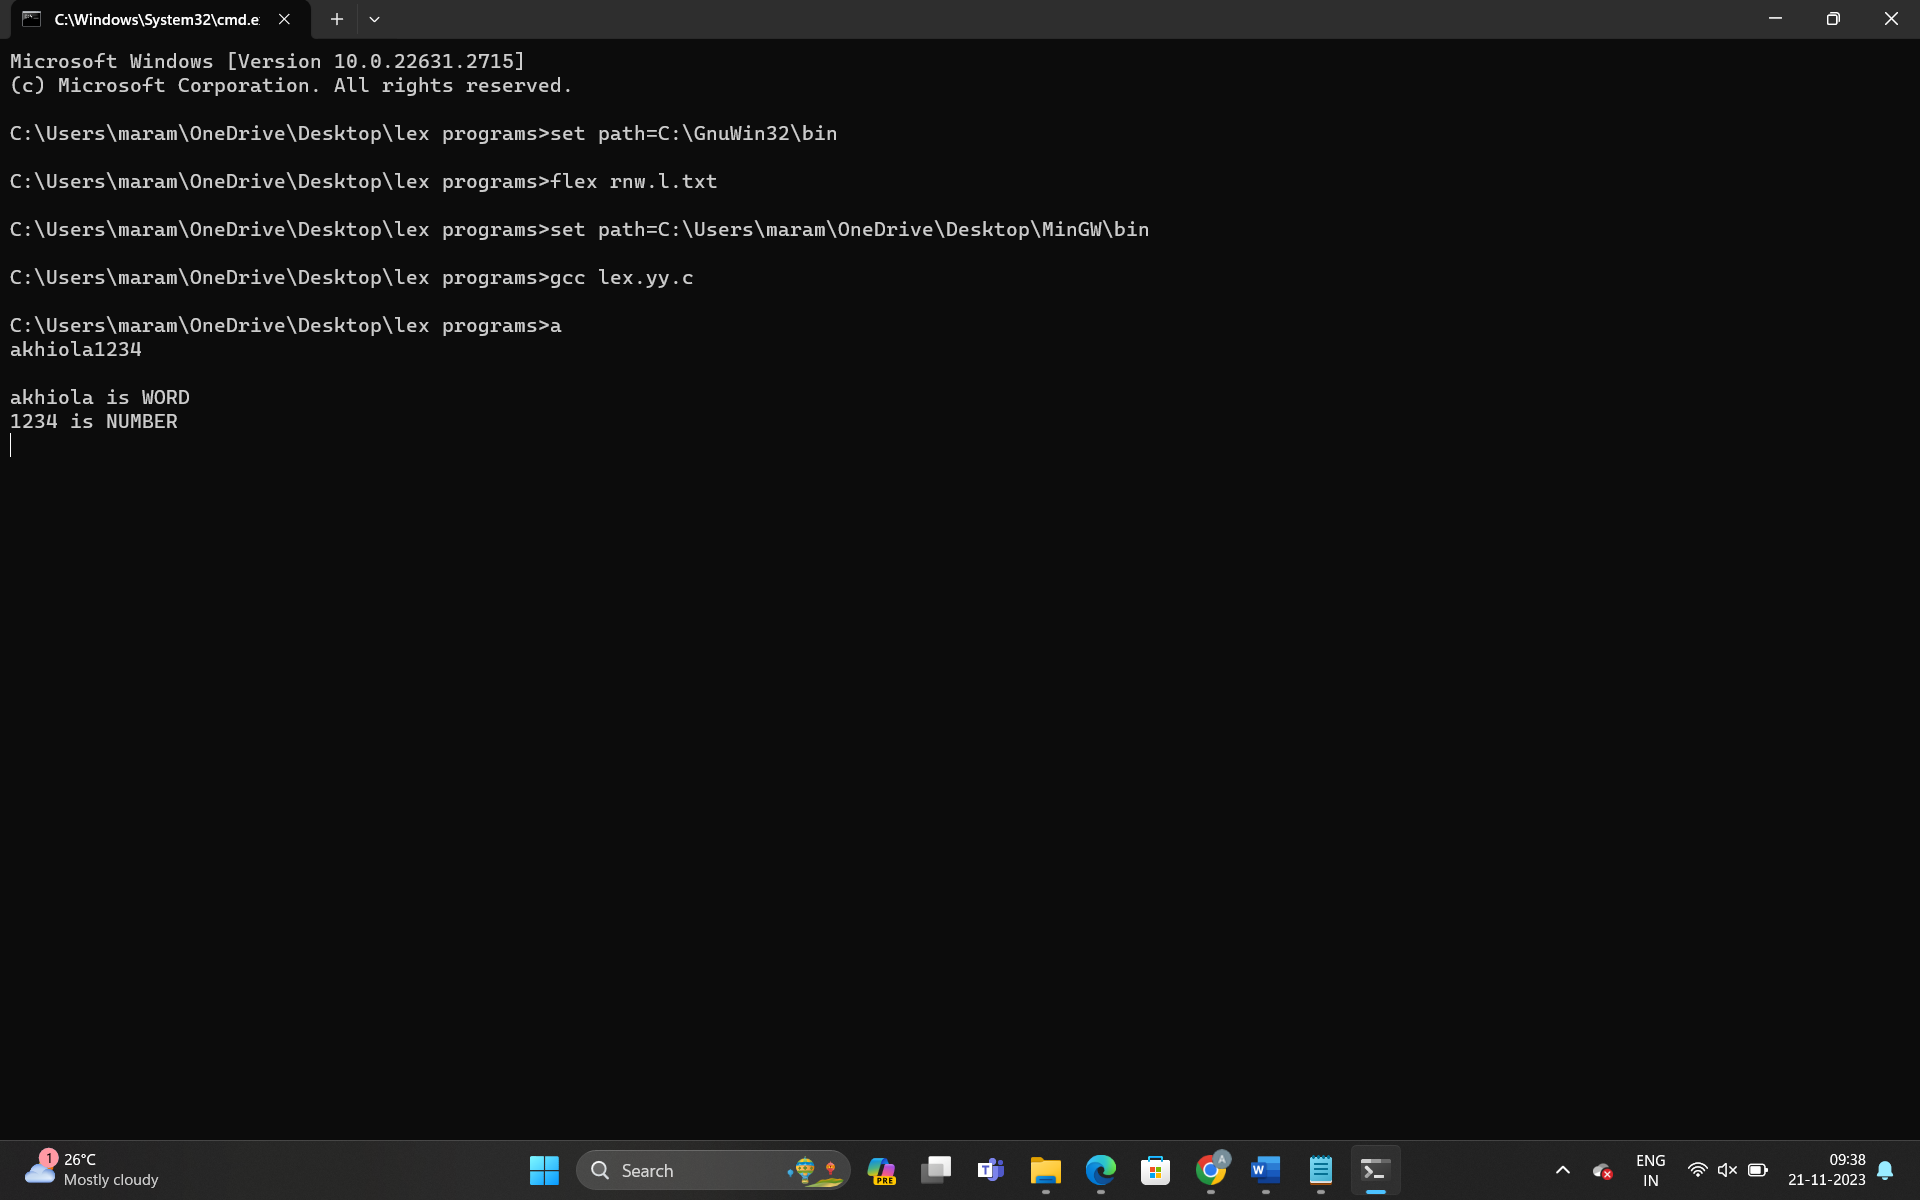 C:\Windows\System32\cmd.e
Microsoft Windows [Version 10.0.22631.2715]
(c) Microsoft Corporation. All rights reserved.
C:\Users\maram\OneDrive\Desktop\lex programs>set path=C:\GnuWin32\bin
C:\Users\maram\OneDrive\Desktop\lex programs>flex rnw.l.txt
C:\Users\maram\OneDrive\Desktop\lex programs>set path=C:\Users\maram\OneDrive\Desktop\MinGW\bin
C:\Users\maram\OneDrive\Desktop\lex programs>gcc lex.yy.c
C:\Users\maram\OneDrive\Desktop\lex programs>a
akhiola1234
akhiola is WORD
1234 is NUMBER
1
26°C
Mostly cloudy
Search
PRE
T
A
W
ENG
IN
09:38
21-11-2023